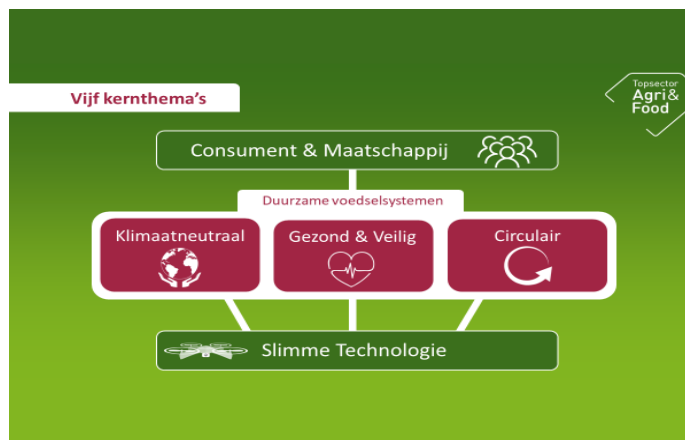 Vijf kernthema's
Topsector
Agri&
Food
Consument & Maatschappij
Duurzame voedselsystemen
Klimaatneutraal
Gezond & Veilig
Circulair
Slimme Technologie